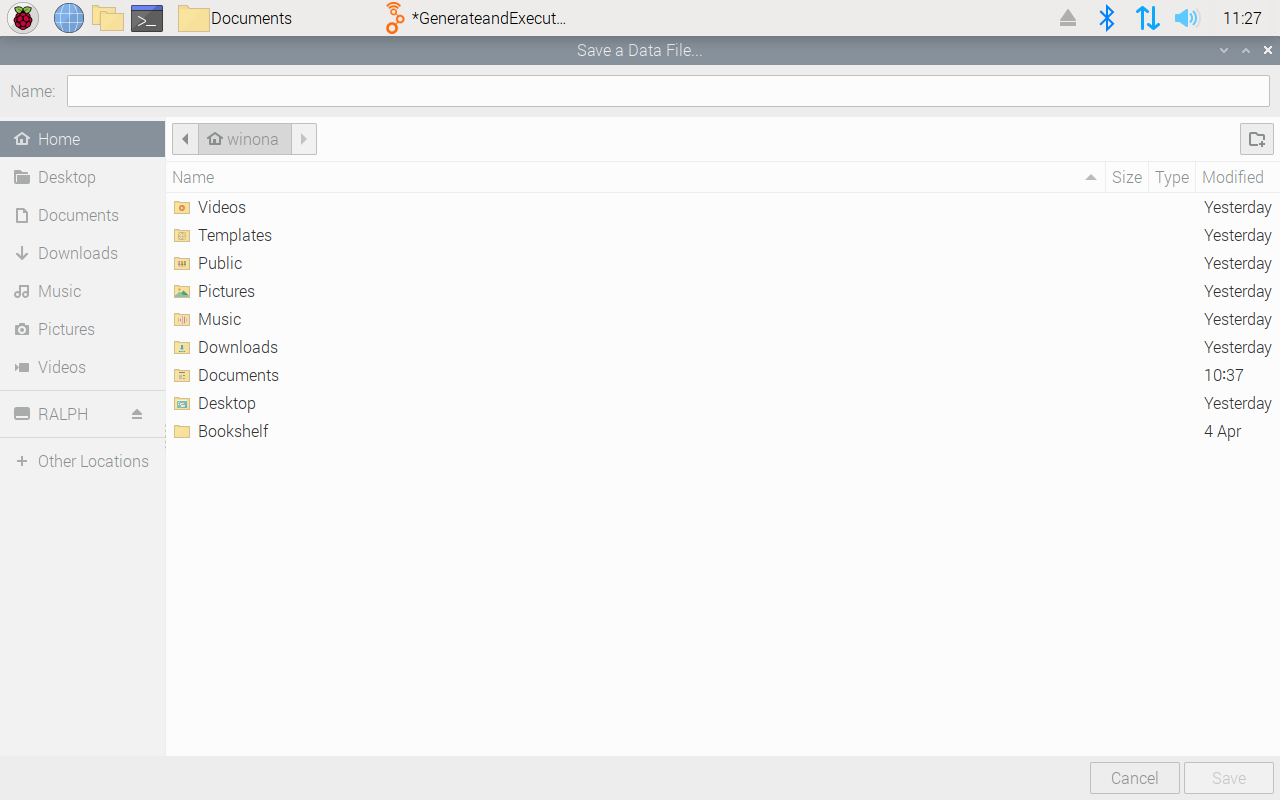 Documents *GenerateandExecut... 11:27
Save a Data File...
Name:
Home winona
Desktop Name Size Type Modified
Documents
Downloads
Music
Pictures
Videos
RALPH
Other Locations
Videos Yesterday
Templates Yesterday
Public Yesterday
Pictures Yesterday
Music Yesterday
Downloads Yesterday
Documents 10:37
Desktop Yesterday
Bookshelf 4 Apr
Cancel Save